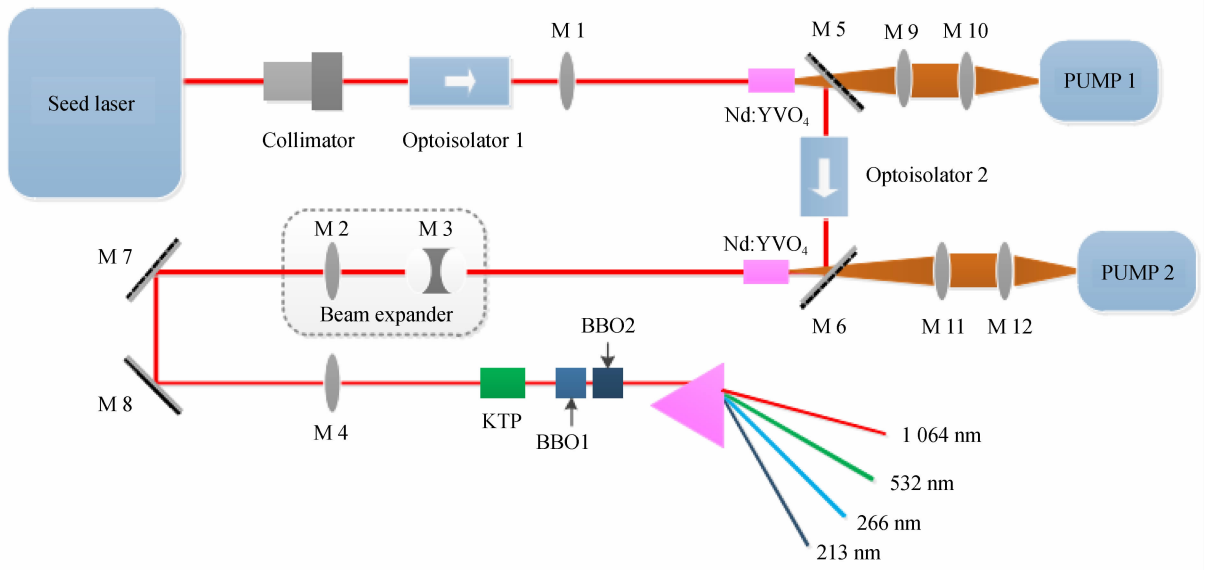 M 1
M 5
M 9
M 10
Seed laser
PUMP 1
Collimator
Optoisolator 1
Nd:YVO4
Optoisolator 2
M 2
M 3
Nd:YVO4
M 7
PUMP 2
Beam expander
M 6
M 11
M 12
BBO2
M 8
M 4
KTP
BBO1
1 064 nm
532 nm
266 nm
213 nm